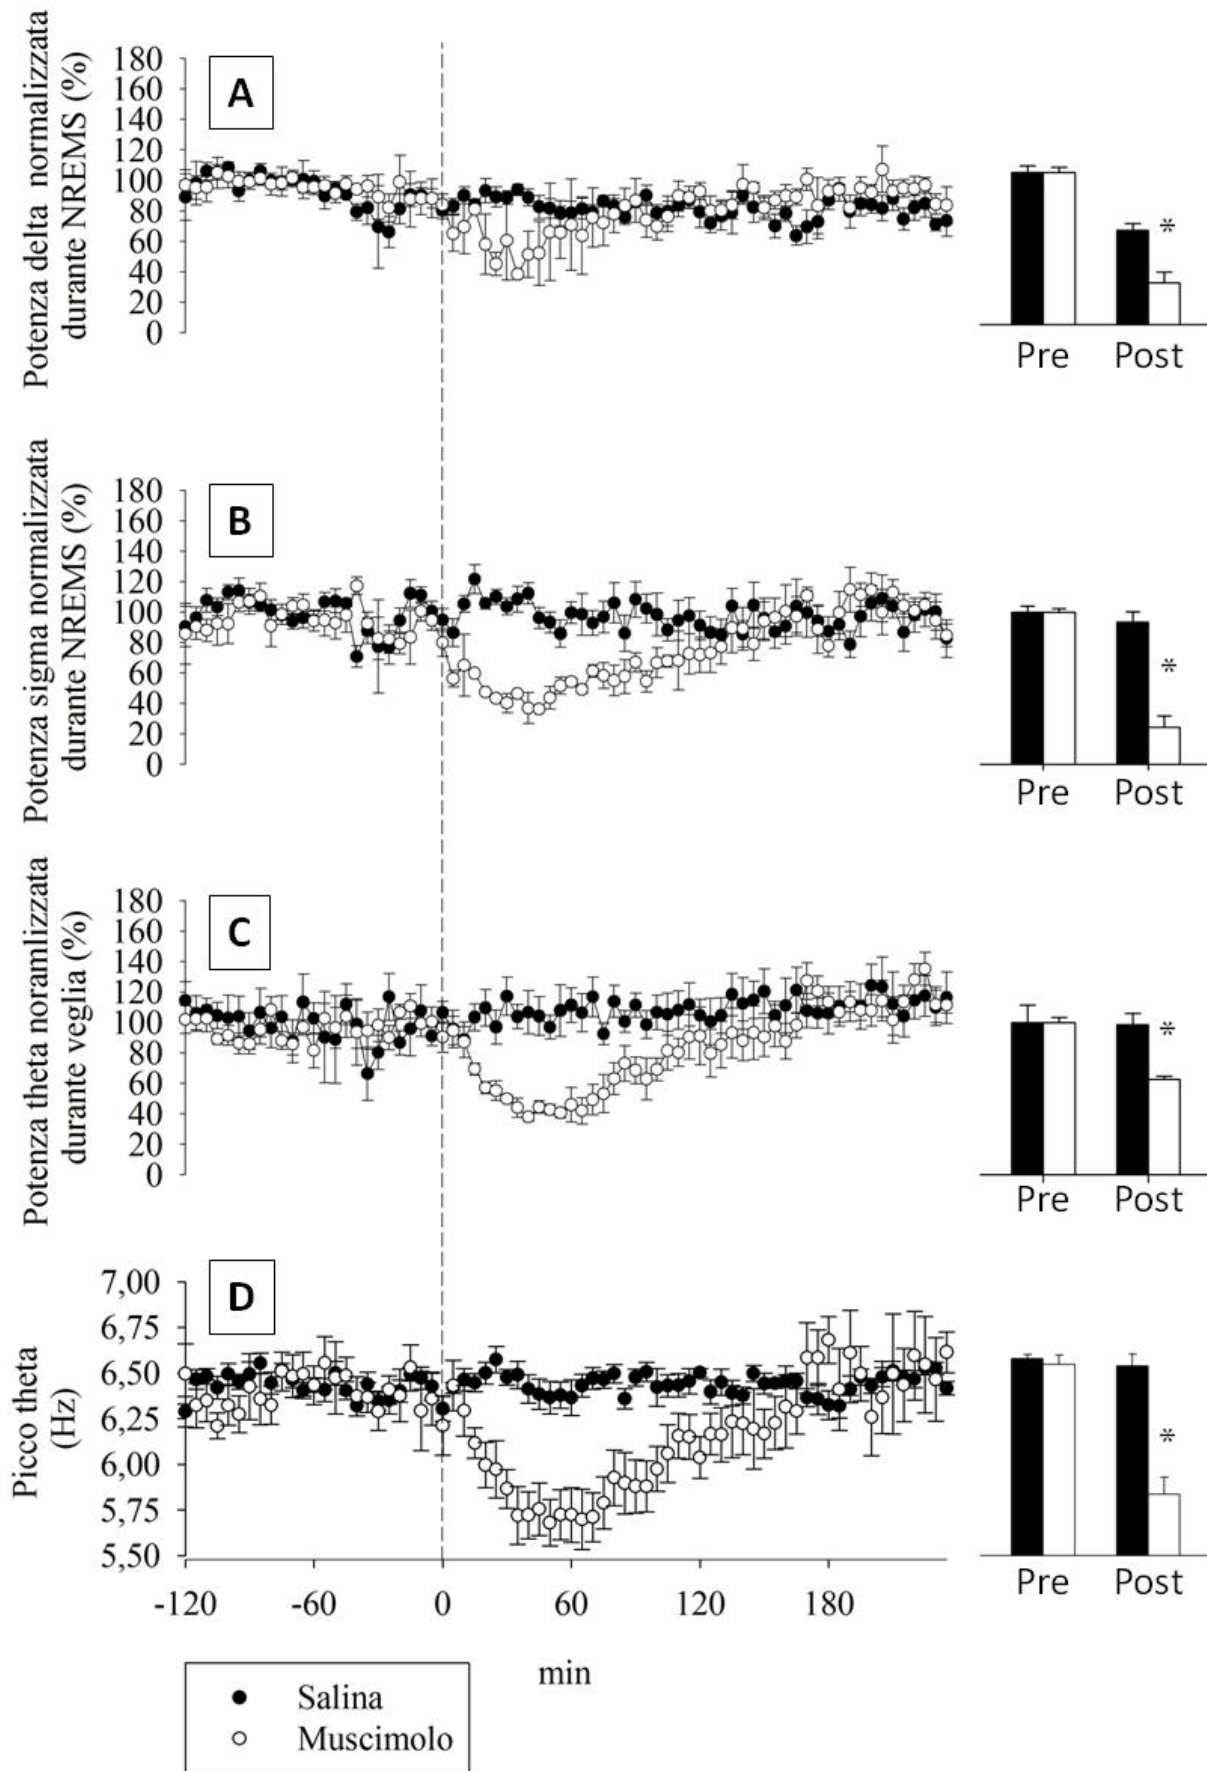 Potenza delta normalizzata
durante NREMS (%)
A
180
160
140
120
100
80
60
40
20
0
*
Pre
Post
Potenza sigma normalizzata
durante NREMS (%)
B
180
160
140
120
100
80
60
40
20
0
*
Pre
Post
Potenza theta noramlizzata
durante veglia (%)
C
180
160
140
120
100
80
60
40
20
0
*
Pre
Post
Picco theta
(Hz)
D
7,00
6,75
6,50
6,25
6,00
5,75
5,50
*
Pre
Post
-120
-60
0
60
120
180
min
Salina
Muscimolo